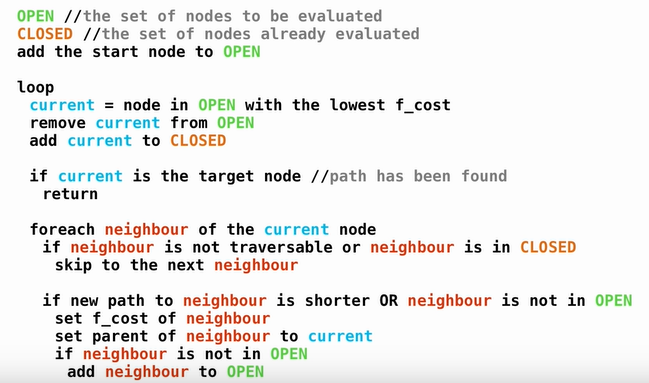 OPEN //the set of nodes to be evaluated
CLOSED //the set of nodes already evaluated
add the start node to OPEN

loop
current = node in OPEN with the lowest f_cost
remove current from OPEN
add current to CLOSED

if current is the target node //path has been found
return

foreach neighbour of the current node
if neighbour is not traversable or neighbour is in CLOSED
skip to the next neighbour

if new path to neighbour is shorter OR neighbour is not in OPEN
set f_cost of neighbour
set parent of neighbour to current
if neighbour is not in OPEN
add neighbour to OPEN